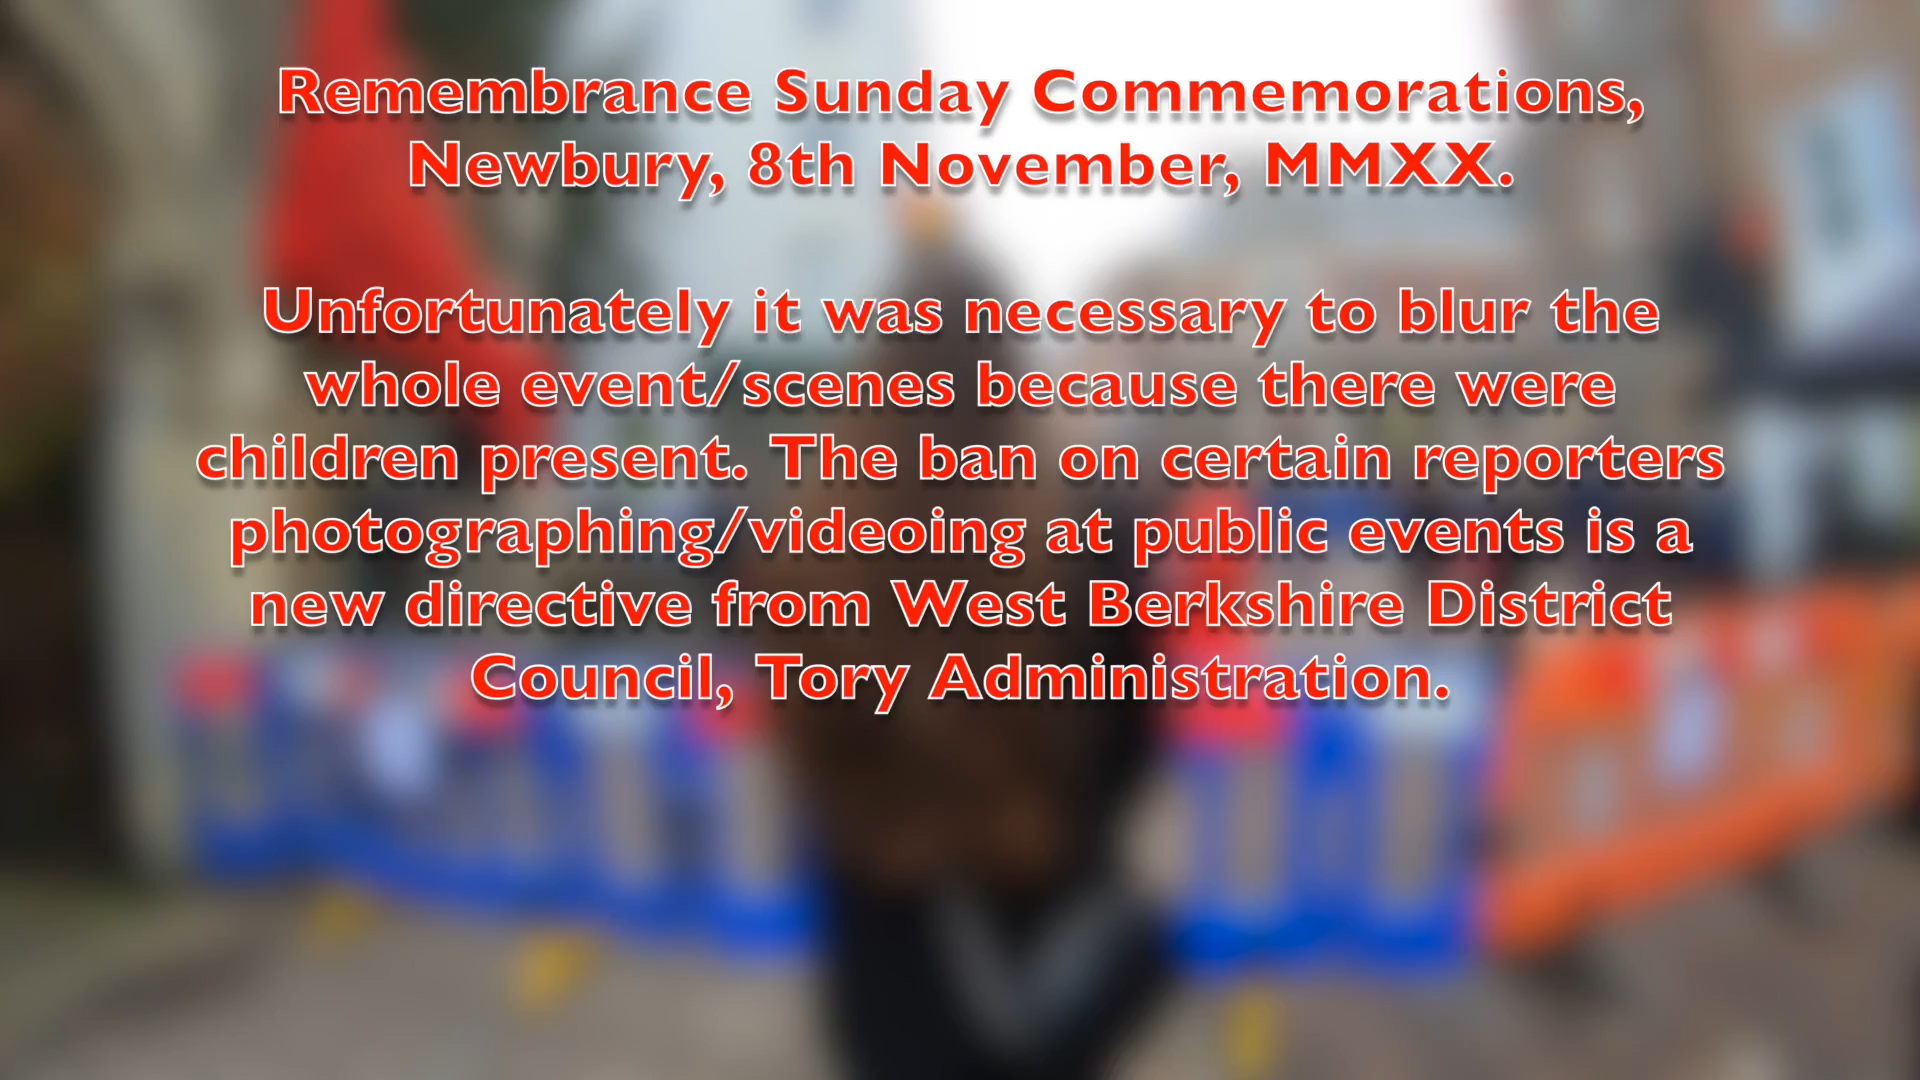 Remembrance Sunday Commemorations,
Newbury, 8th November, MMXX.
Unfortunately it was necessary to blur the
whole event/scenes because there were
children present. The ban on certain reporters
photographing/videoing at public events is a
new directive from West Berkshire District
Council, Tory Administration.